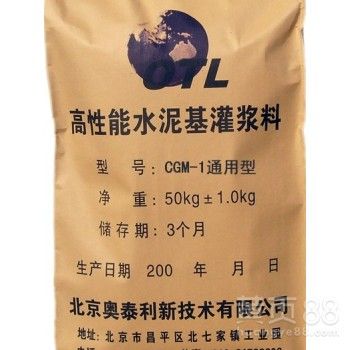 OTL
高性能水泥基灌浆料
型 号: CGM-1通用型
净 重: 50kg±1.0kg
储存期: 3个月
生产日期 200 年 月 日
北京奥泰利新技术有限公司
地址: 北京市昌平区北七家镇工业园